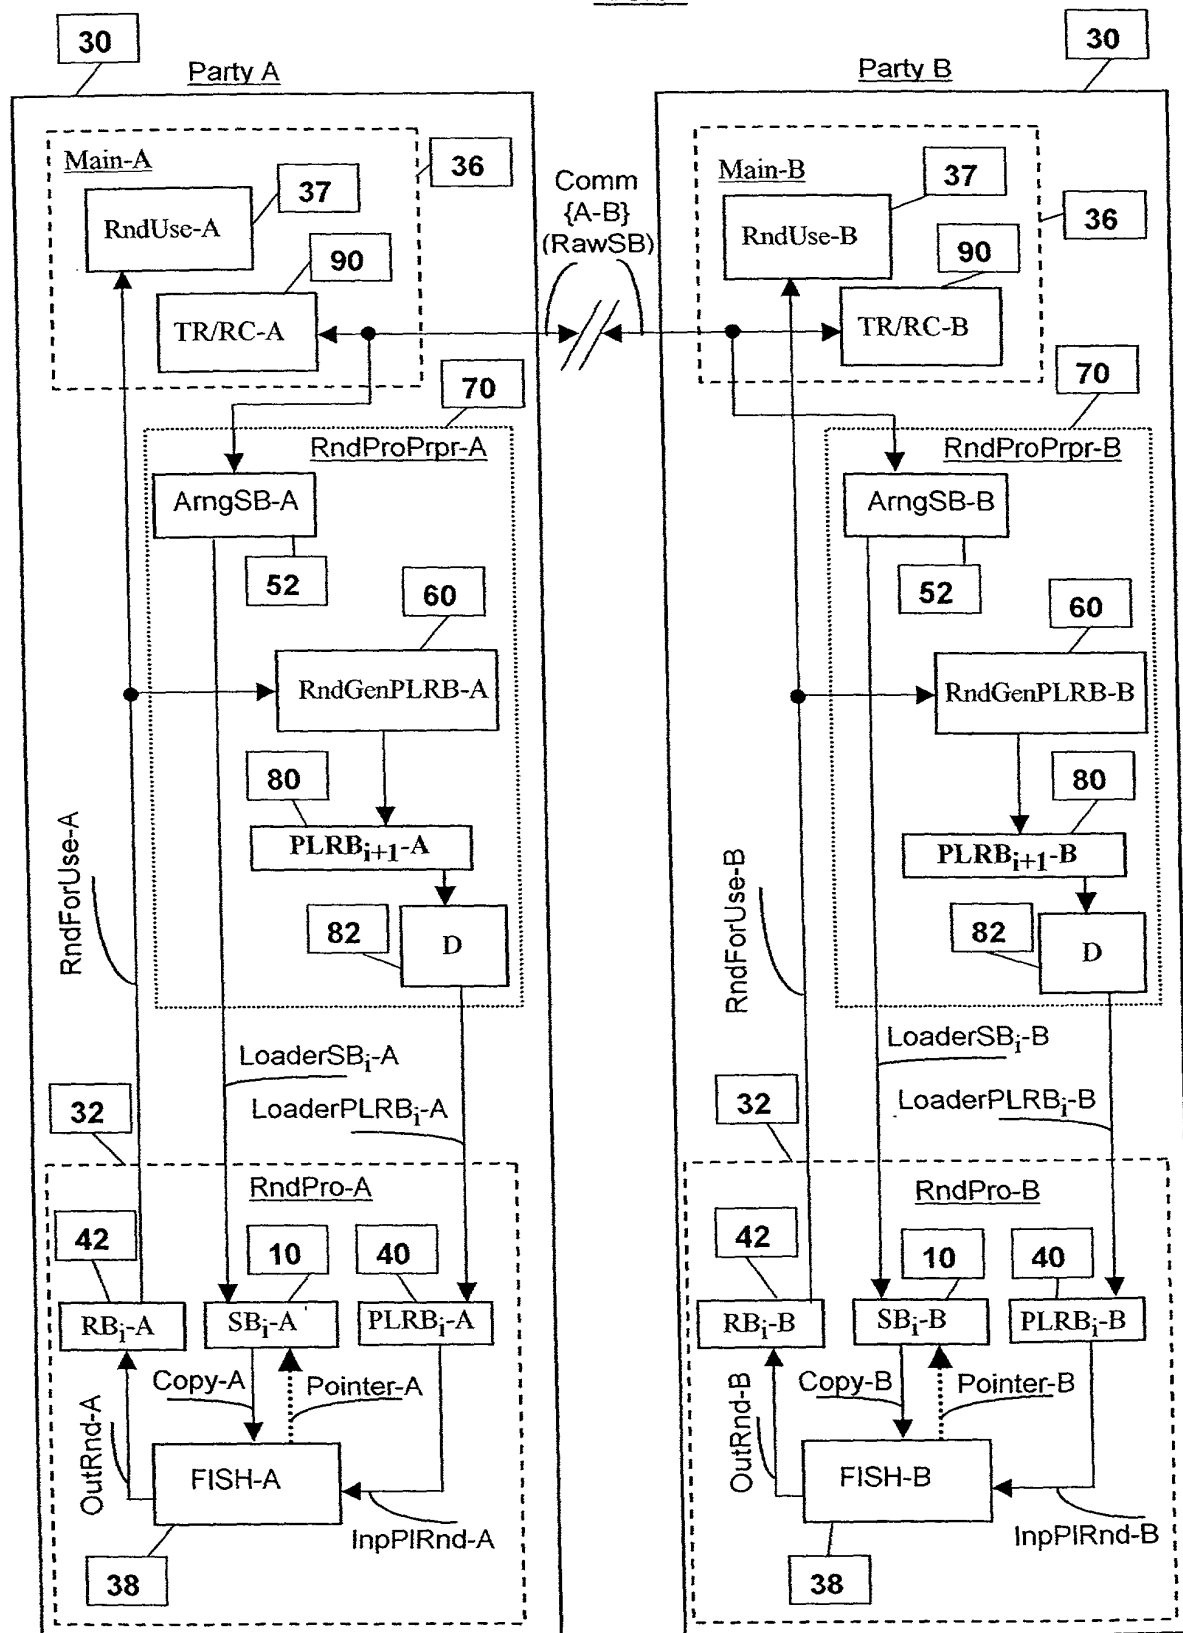 30
Party A
Main-A
36
37
RndUse-A
90
TR/RC-A
Comm
{A-B}
(RawSB)
70
RndProPrpr-A
ArngSB-A
52
60
RndGenPLRB-A
80
PLRBi+1-A
82
D
RndForUse-A
LoaderSBi-A
LoaderPLRBi-A
32
RndPro-A
42
10
40
RBi-A
SBi-A
PLRBi-A
Copy-A
Pointer-A
OutRnd-A
FISH-A
InpPlRnd-A
38
30
Party B
Main-B
36
37
RndUse-B
90
TR/RC-B
70
RndProPrpr-B
ArngSB-B
52
60
RndGenPLRB-B
80
PLRBi+1-B
82
D
RndForUse-B
LoaderSBi-B
LoaderPLRBi-B
32
RndPro-B
42
10
40
RBi-B
SBi-B
PLRBi-B
Copy-B
Pointer-B
OutRnd-B
FISH-B
InpPlRnd-B
38